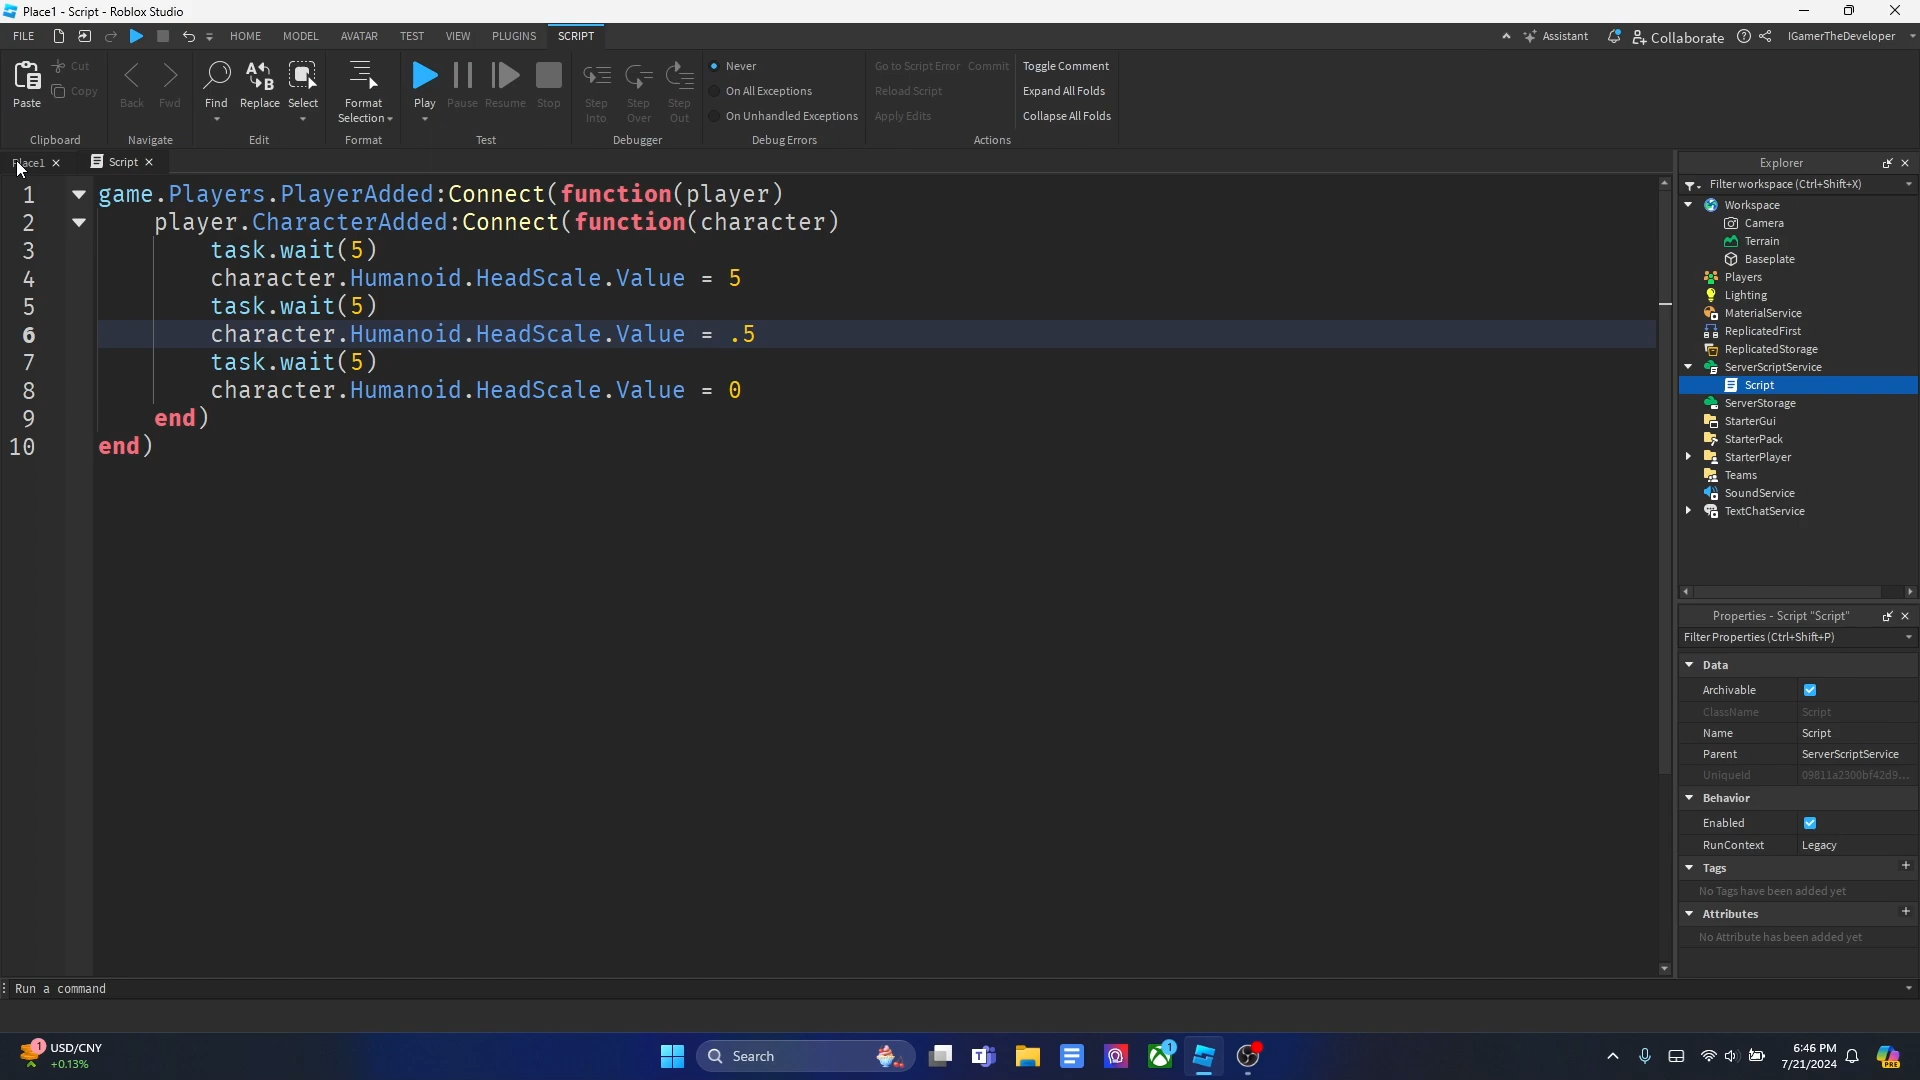 Place1 - Script - Roblox Studio
FILE HOME MODEL AVATAR TEST VIEW PLUGINS SCRIPT Assistant Collaborate IGamerTheDeveloper
Paste
Cut
Copy
Clipboard
Back
Fwd
Navigate
Find
Replace
Select
Edit
Format
Selection
Format
Play
Pause
Resume
Stop
Test
Step
Into
Step
Over
Step
Out
Debugger
Never
On All Exceptions
On Unhandled Exceptions
Debug Errors
Go to Script Error Commit
Reload Script
Apply Edits
Toggle Comment
Expand All Folds
Collapse All Folds
Actions
Place1
Script
1 game.Players.PlayerAdded:Connect(function(player)
2 player.CharacterAdded:Connect(function(character)
3 task.wait(5)
4 character.Humanoid.HeadScale.Value = 5
5 task.wait(5)
6 character.Humanoid.HeadScale.Value = .5
7 task.wait(5)
8 character.Humanoid.HeadScale.Value = 0
9 end)
10 end)
Explorer
Filter workspace (Ctrl+Shift+X)
Workspace
Camera
Terrain
Baseplate
Players
Lighting
MaterialService
ReplicatedFirst
ReplicatedStorage
ServerScriptService
Script
ServerStorage
StarterGui
StarterPack
StarterPlayer
Teams
SoundService
TextChatService
Properties - Script "Script"
Filter Properties (Ctrl+Shift+P)
Data
Archivable
ClassName Script
Name Script
Parent ServerScriptService
UniqueId 09811a2300bf42d9...
Behavior
Enabled
RunContext Legacy
Tags
No Tags have been added yet
Attributes
No Attribute has been added yet
Run a command
1
USD/CNY
+0.13%
Search
1
6:46 PM
7/21/2024
PRE